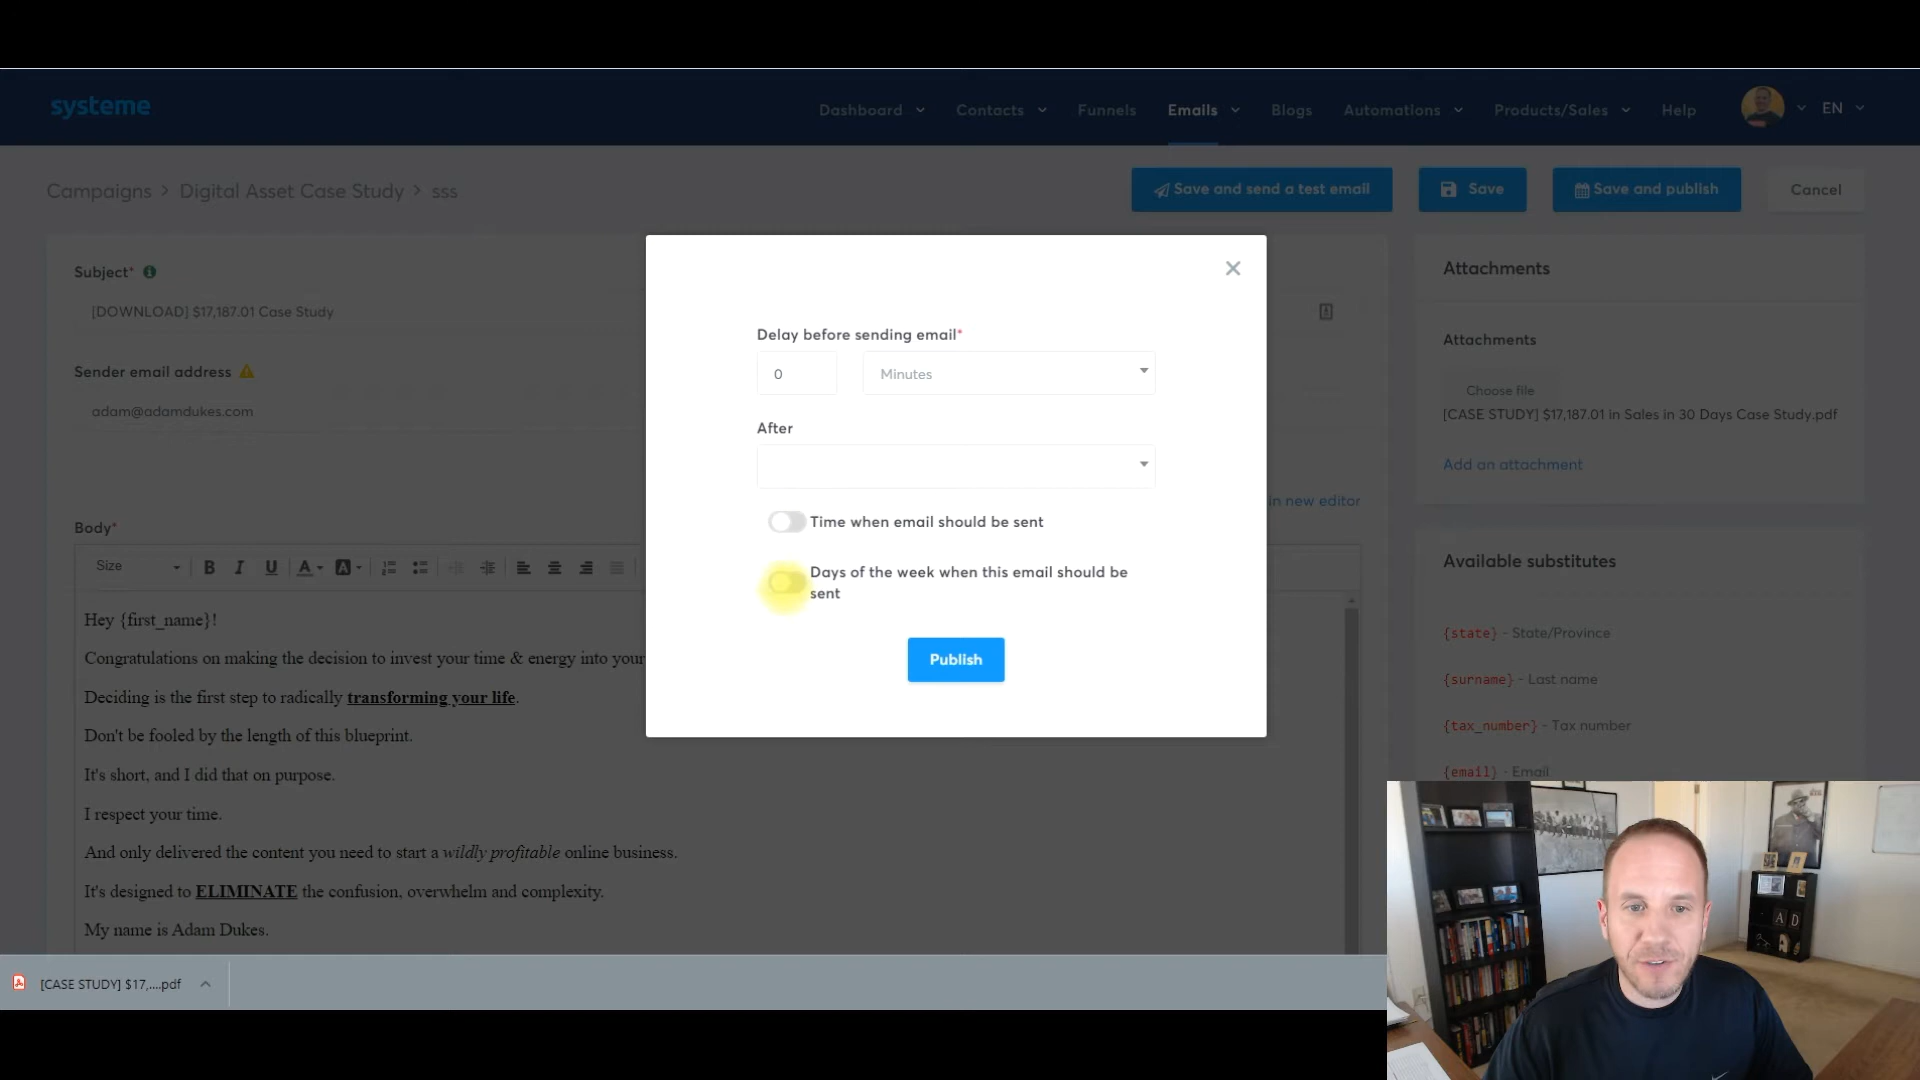 systeme
Dashboard
Contacts
Funnels
Emails
Blogs
Automations
Products/Sales
Help
EN
Campaigns > Digital Asset Case Study > sss
Save and send a test email
Save
Save and publish
Cancel
Subject*
[DOWNLOAD] $17,187.01 Case Study
Sender email address
adam@adamdukes.com
in new editor
Body*
Size
B I U A A
Hey {first_name}!
Congratulations on making the decision to invest your time & energy into your
Deciding is the first step to radically transforming your life.
Don't be fooled by the length of this blueprint.
It's short, and I did that on purpose.
I respect your time.
And only delivered the content you need to start a wildly profitable online business.
It's designed to ELIMINATE the confusion, overwhelm and complexity.
My name is Adam Dukes.
Delay before sending email*
0
Minutes
After
Time when email should be sent
Days of the week when this email should be
sent
Publish
Attachments
Attachments
Choose file
[CASE STUDY] $17,187.01 In Sales in 30 Days Case Study.pdf
Add an attachment
Available substitutes
{state} - State/Province
{surname} - Last name
{tax_number} - Tax number
{email} - Email
[CASE STUDY] $17,....pdf
A D